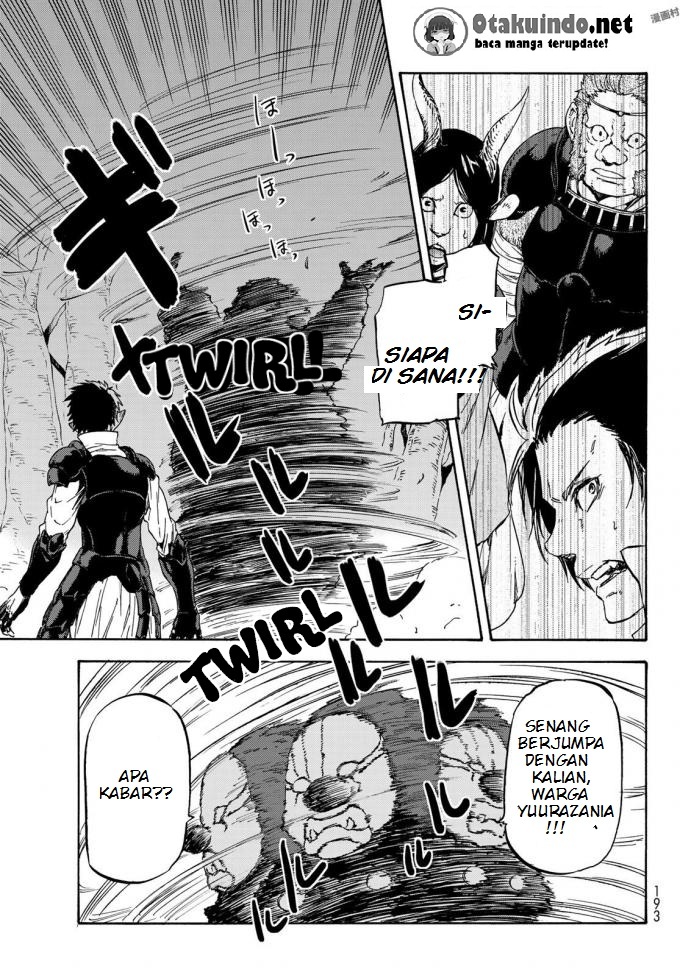 Otakuindo.net
baca manga terupdate!
漫画村
SI-
SIAPA
DI SANA!!!
ほーっ
ほっ
ほっほっ
ギ
TWIRL
ルルルルル
TWIRL
ルルルル
SENANG
BERJUMPA
DENGAN
KALIAN,
WARGA
YUURAZANIA
!!!
APA
KABAR??
ルルル
193